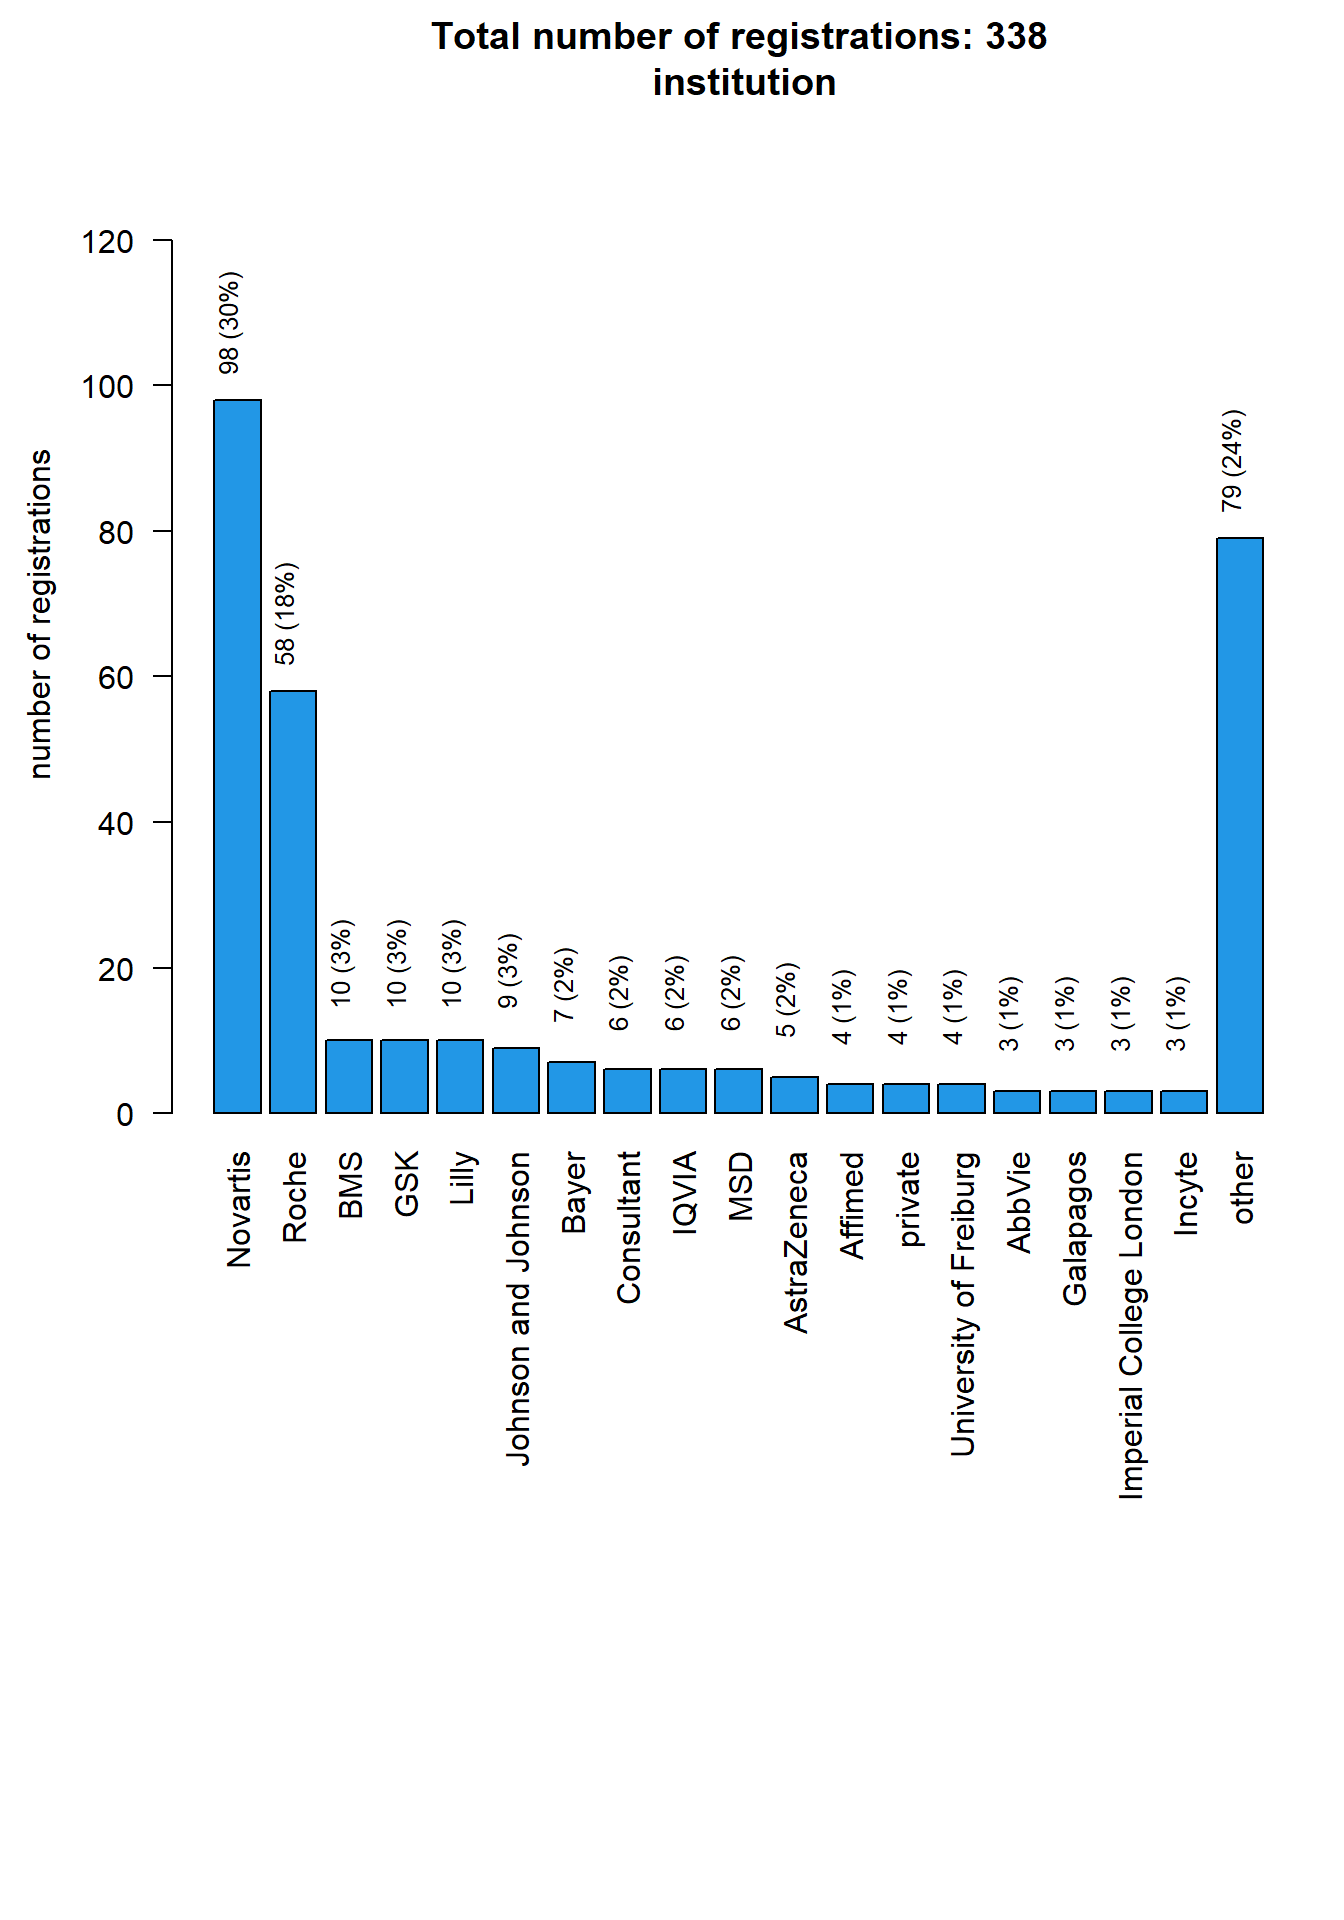 Total number of registrations: 338
institution
number of registrations
120
100
80
60
40
20
0
98 (30%)
58 (18%)
10 (3%)
10 (3%)
10 (3%)
9 (3%)
7 (2%)
6 (2%)
6 (2%)
6 (2%)
5 (2%)
4 (1%)
4 (1%)
4 (1%)
3 (1%)
3 (1%)
3 (1%)
3 (1%)
79 (24%)
Novartis
Roche
BMS
GSK
Lilly
Johnson and Johnson
Bayer
Consultant
IQVIA
MSD
AstraZeneca
Affimed
private
University of Freiburg
AbbVie
Galapagos
Imperial College London
Incyte
other